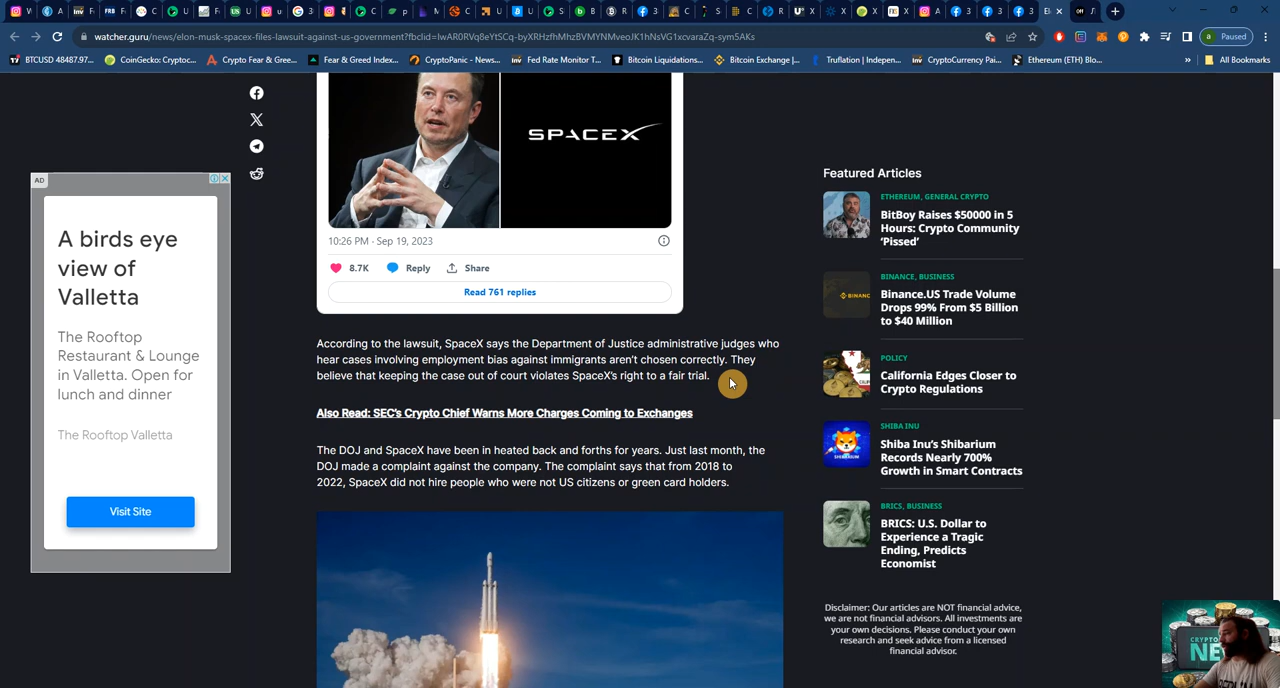 watcher.guru/news/elon-musk-spacex-files-lawsuit-against-us-government?fbclid=IwAR0RVq8eYtSCq-byXRHzfhMhzBVMYNMveoJK1hNsVG1xcvaraZq-sym5AKs
Paused
BTCUSD 48487.97...
CoinGecko: Cryptoc...
Crypto Fear & Gree...
Fear & Greed Index...
CryptoPanic - News...
Fed Rate Monitor T...
Bitcoin Liquidations...
Bitcoin Exchange |...
Truflation | Indepen...
CryptoCurrency Pai...
Ethereum (ETH) Blo...
All Bookmarks
SPACEX
10:26 PM · Sep 19, 2023
8.7K Reply Share
Read 761 replies
According to the lawsuit, SpaceX says the Department of Justice administrative judges who
hear cases involving employment bias against immigrants aren't chosen correctly. They
believe that keeping the case out of court violates SpaceX's right to a fair trial.
Also Read: SEC's Crypto Chief Warns More Charges Coming to Exchanges
The DOJ and SpaceX have been in heated back and forths for years. Just last month, the
DOJ made a complaint against the company. The complaint says that from 2018 to
2022, SpaceX did not hire people who were not US citizens or green card holders.
AD
A birds eye
view of
Valletta
The Rooftop
Restaurant & Lounge
in Valletta. Open for
lunch and dinner
The Rooftop Valletta
Visit Site
Featured Articles
ETHEREUM, GENERAL CRYPTO
BitBoy Raises $50000 in 5
Hours: Crypto Community
'Pissed'
BINANCE, BUSINESS
Binance.US Trade Volume
Drops 99% From $5 Billion
to $40 Million
POLICY
California Edges Closer to
Crypto Regulations
SHIBA INU
Shiba Inu's Shibarium
Records Nearly 700%
Growth in Smart Contracts
BRICS, BUSINESS
BRICS: U.S. Dollar to
Experience a Tragic
Ending, Predicts
Economist
Disclaimer: Our articles are NOT financial advice,
we are not financial advisors. All investments are
your own decisions. Please conduct your own
research and seek advice from a licensed
financial advisor.